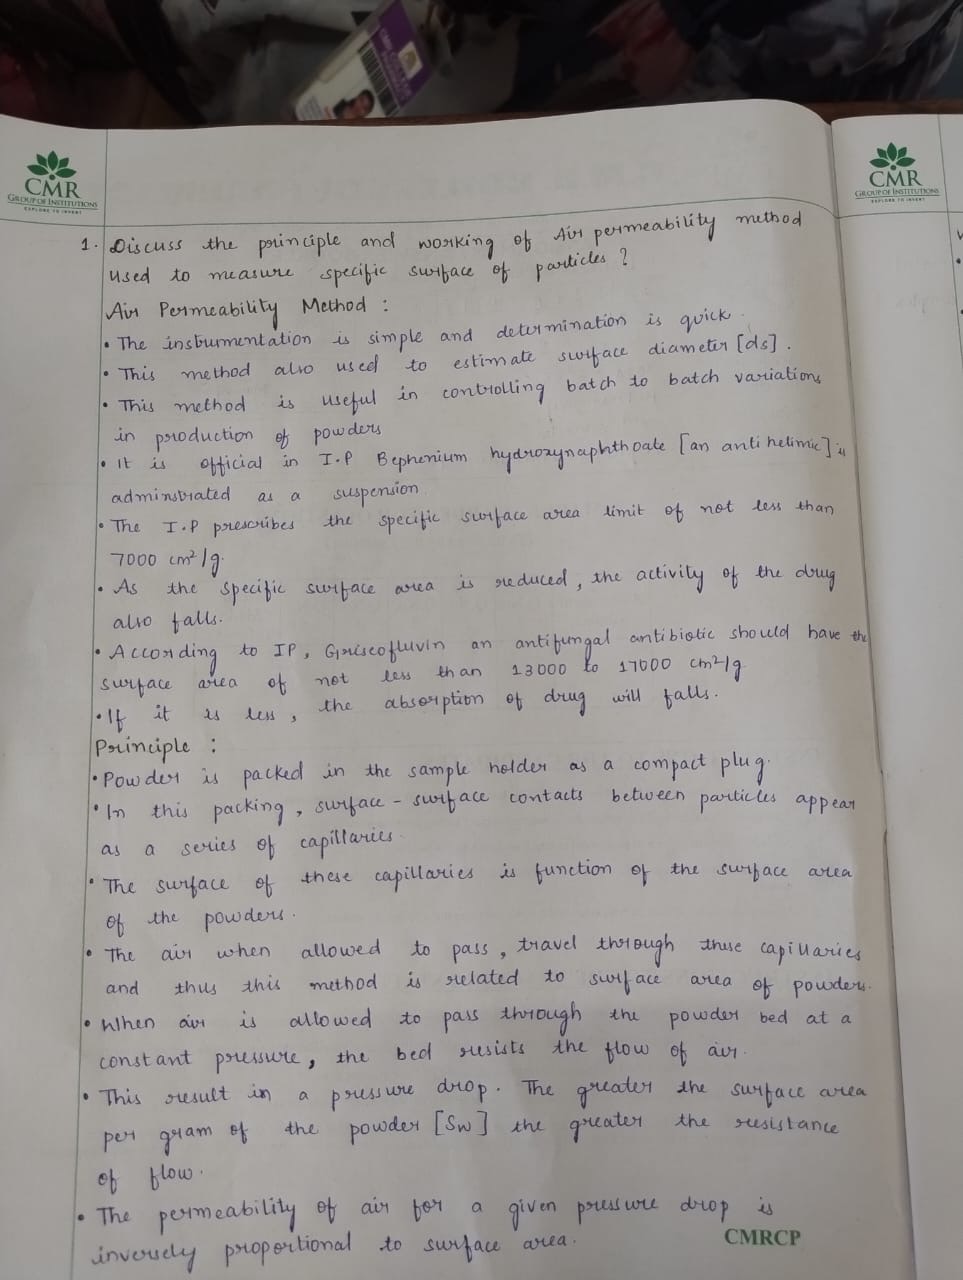 CMR
GROUP OF INSTITUTIONS
EXPLORE TO INVENT
CMR
GROUP OF INSTITUTIONS
EXPLORE TO INVENT
1. Discuss the principle and working of Air permeability method
used to measure specific surface of particles ?
Air Permeability Method :
• The instrumentation is simple and determination is quick.
• This method also used to estimate surface diameter [ds].
• This method is useful in controlling batch to batch variations
in production of powders
• It is official in I.P Bephenium hydroxynaphthoate [an antihelimic] is
adminstrated as a suspension.
• The I.P prescribes the specific surface area limit of not less than
7000 cm²/g.
• As the specific surface area is reduced, the activity of the drug
also falls.
• According to IP, Griscofluvin an antifungal antibiotic should have the
surface area of not less than 13000 to 17000 cm²/g
• If it is less, the absorption of drug will falls.
Principle :
• Powder is packed in the sample holder as a compact plug.
• In this packing, surface - surface contacts between particles appear
as a series of capillaries.
• The surface of these capillaries is function of the surface area
of the powders.
• The air when allowed to pass, travel through these capillaries
and thus this method is related to surface area of powders.
• When air is allowed to pass through the powder bed at a
constant pressure, the bed resists the flow of air.
• This result in a pressure drop. The greater the surface area
per gram of the powder [Sw] the greater the resistance
of flow.
• The permeability of air for a given pressure drop is
inversely proportional to surface area.
CMRCP